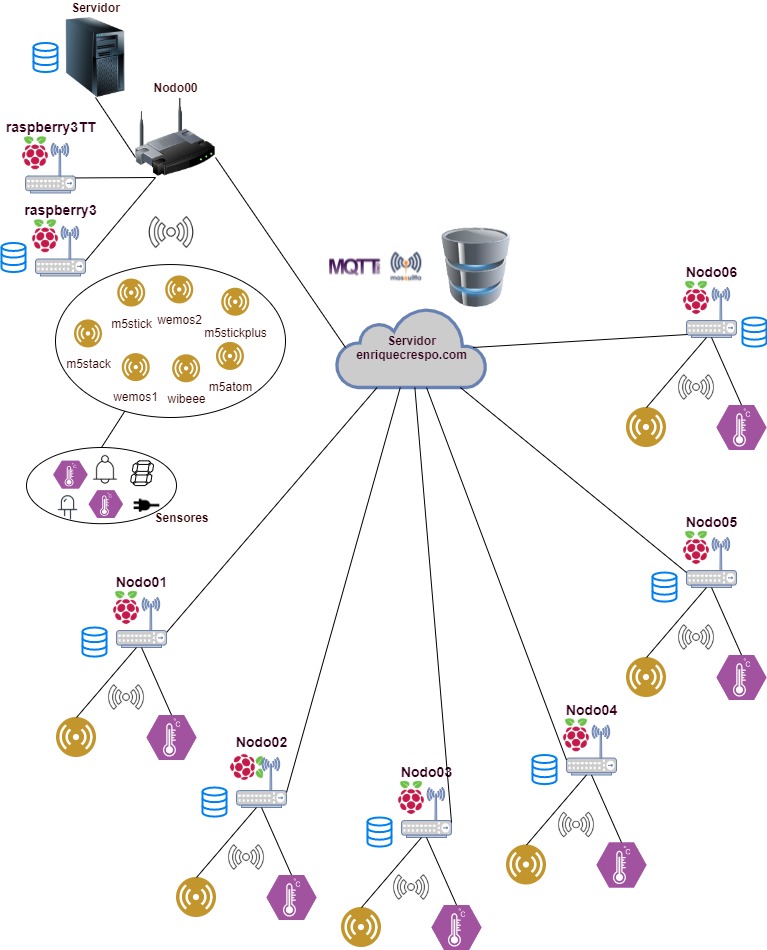 Servidor
Nodo00
raspberry3TT
raspberry3
MQTT
mosquitto
Nodo06
m5stick
wemos2
m5stickplus
m5stack
m5atom
wemos1
wibeee
Servidor
enriquecrespo.com
Sensores
Nodo05
Nodo01
Nodo04
Nodo02
Nodo03
°C
°C
°C
°C
°C
°C